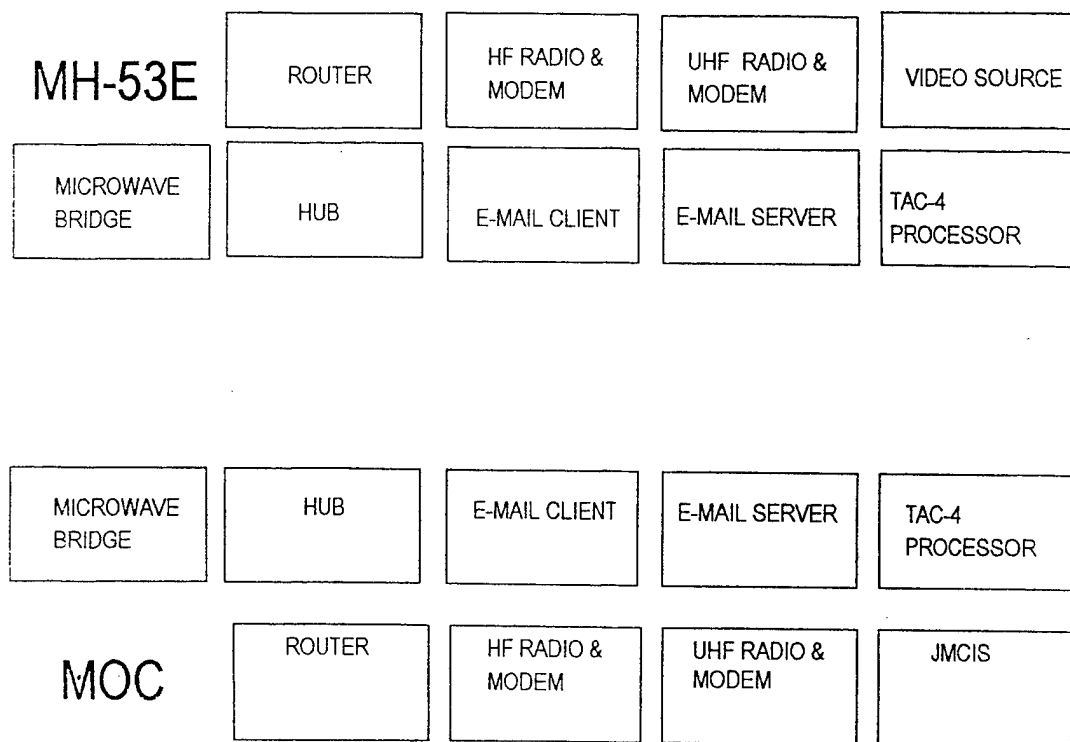 MH-53E
ROUTER
HF RADIO &
MODEM
UHF RADIO &
MODEM
VIDEO SOURCE
MICROWAVE
BRIDGE
HUB
E-MAIL CLIENT
E-MAIL SERVER
TAC-4
PROCESSOR
MICROWAVE
BRIDGE
HUB
E-MAIL CLIENT
E-MAIL SERVER
TAC-4
PROCESSOR
MOC
ROUTER
HF RADIO &
MODEM
UHF RADIO &
MODEM
JMCIS